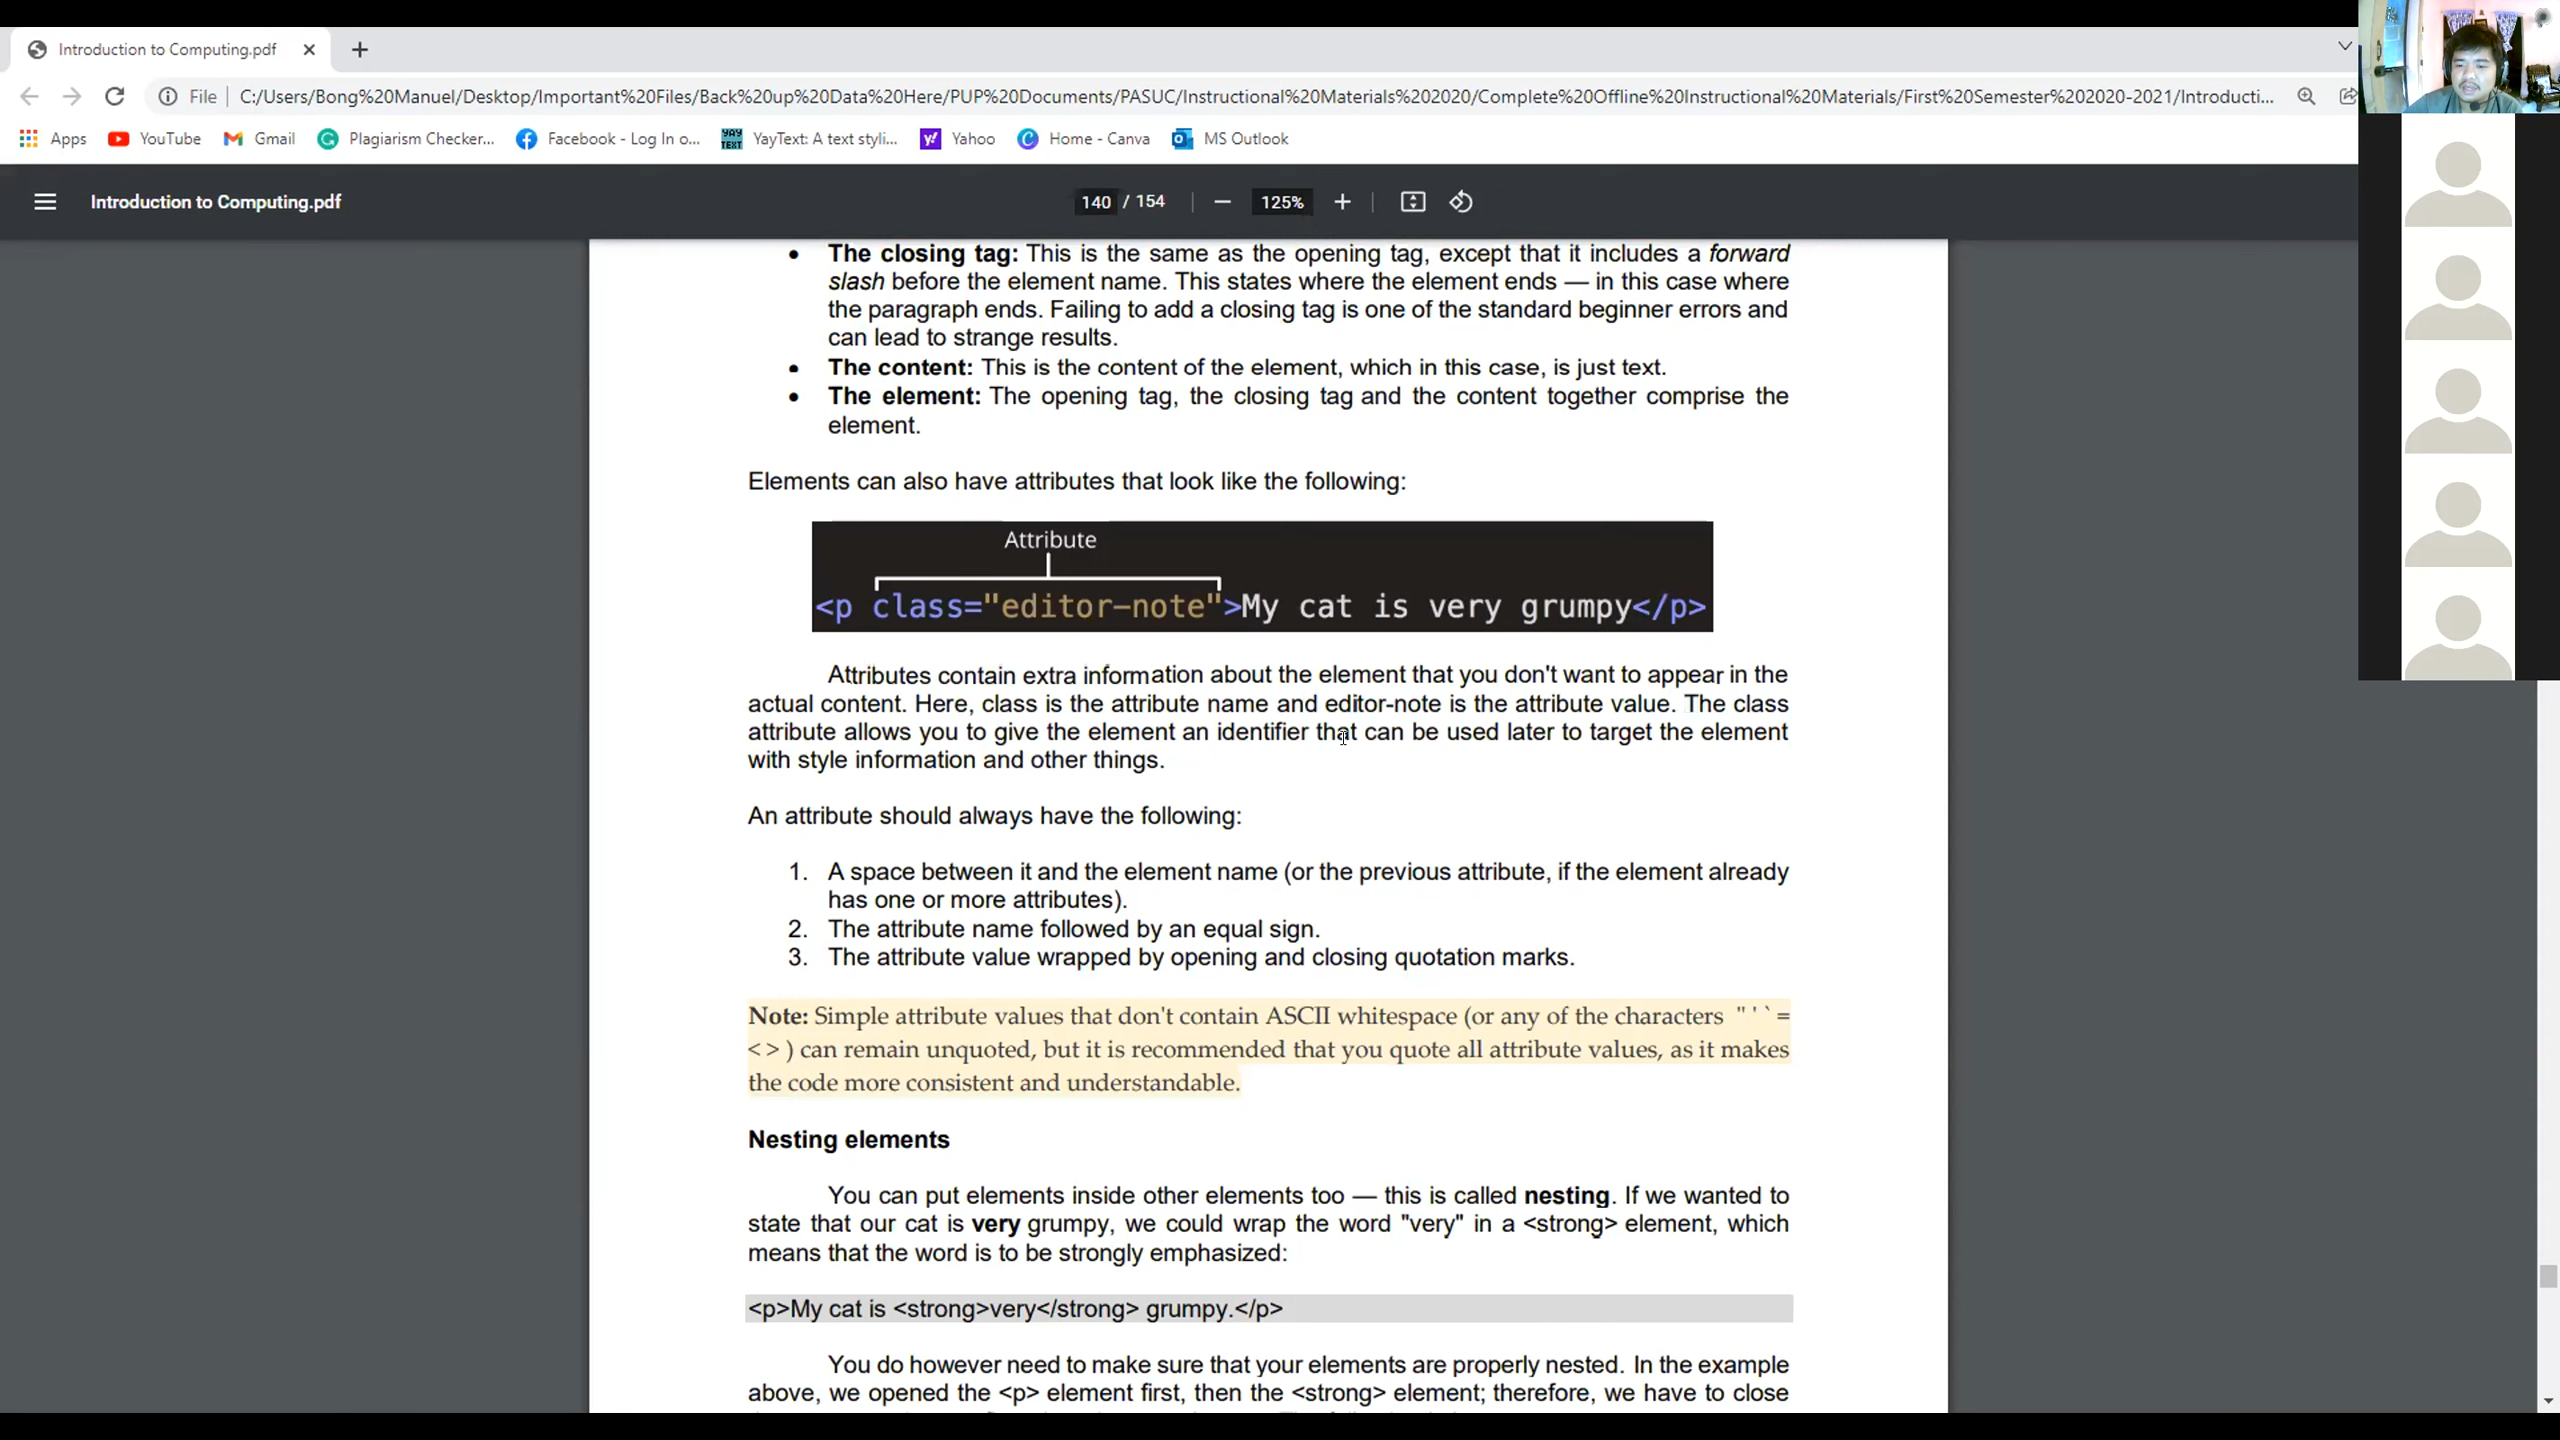 Introduction to Computing.pdf
File | C:/Users/Bong%20Manuel/Desktop/Important%20Files/Back%20up%20Data%20Here/PUP%20Documents/PASUC/Instructional%20Materials%202020/Complete%20Offline%20Instructional%20Materials/First%20Semester%202020-2021/Introducti...
Apps YouTube Gmail Plagiarism Checker... Facebook - Log In o... YAY TEXT YayText: A text styli... Yahoo Home - Canva MS Outlook
Introduction to Computing.pdf 140 / 154 125%
• The closing tag: This is the same as the opening tag, except that it includes a forward
slash before the element name. This states where the element ends — in this case where
the paragraph ends. Failing to add a closing tag is one of the standard beginner errors and
can lead to strange results.
• The content: This is the content of the element, which in this case, is just text.
• The element: The opening tag, the closing tag and the content together comprise the
element.
Elements can also have attributes that look like the following:
Attribute
<p class="editor-note">My cat is very grumpy</p>
Attributes contain extra information about the element that you don't want to appear in the
actual content. Here, class is the attribute name and editor-note is the attribute value. The class
attribute allows you to give the element an identifier that can be used later to target the element
with style information and other things.
An attribute should always have the following:
1. A space between it and the element name (or the previous attribute, if the element already
has one or more attributes).
2. The attribute name followed by an equal sign.
3. The attribute value wrapped by opening and closing quotation marks.
Note: Simple attribute values that don't contain ASCII whitespace (or any of the characters " ' ` =
< > ) can remain unquoted, but it is recommended that you quote all attribute values, as it makes
the code more consistent and understandable.
Nesting elements
You can put elements inside other elements too — this is called nesting. If we wanted to
state that our cat is very grumpy, we could wrap the word "very" in a <strong> element, which
means that the word is to be strongly emphasized:
<p>My cat is <strong>very</strong> grumpy.</p>
You do however need to make sure that your elements are properly nested. In the example
above, we opened the <p> element first, then the <strong> element; therefore, we have to close